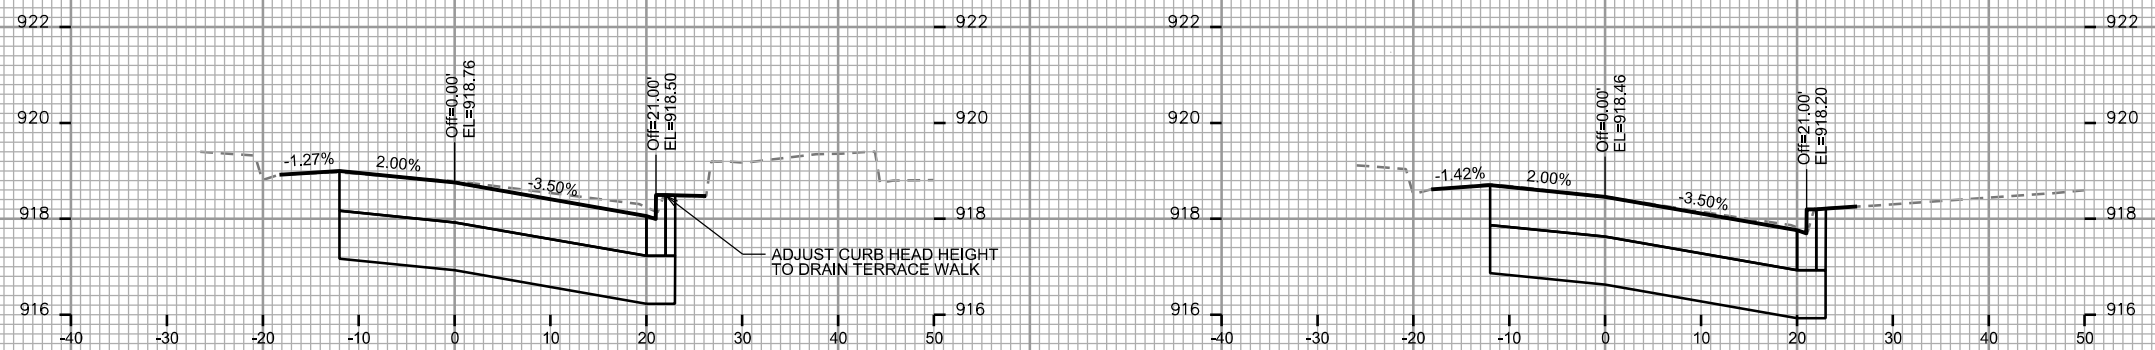 922
922
922
922
Off=0.00'
EL=918.76
Off=21.00'
EL=918.50
Off=0.00'
EL=918.46
Off=21.00'
EL=918.20
920
920
920
920
-1.27%
2.00%
-3.50%
-1.42%
2.00%
-3.50%
918
918
918
918
ADJUST CURB HEAD HEIGHT
TO DRAIN TERRACE WALK
916
916
916
916
-40 -30 -20 -10 0 10 20 30 40 50
-40 -30 -20 -10 0 10 20 30 40 50